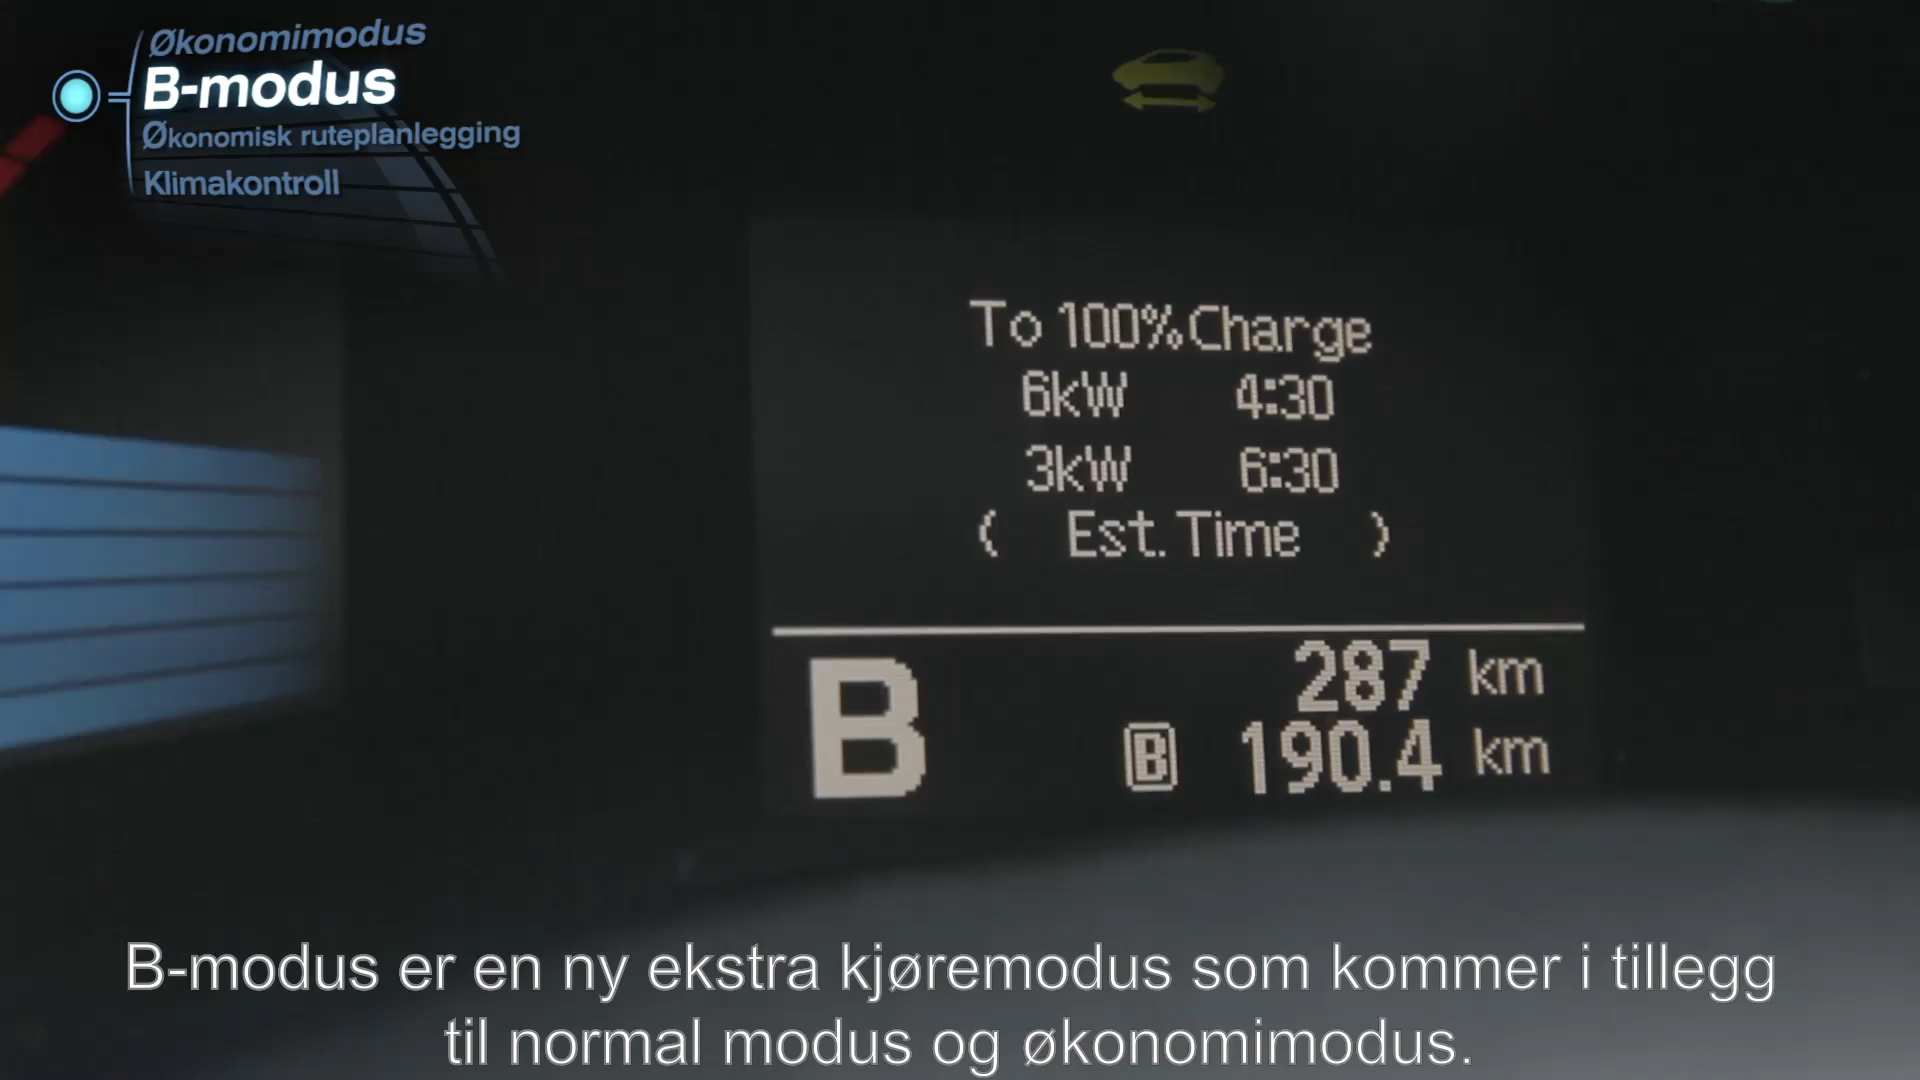 Økonomimodus
B-modus
Økonomisk ruteplanlegging
Klimakontroll
To 100% Charge
6kW 4:30
3kW 6:30
( Est. Time )
B 287 km
B 190.4 km
B-modus er en ny ekstra kjøremodus som kommer i tillegg
til normal modus og økonomimodus.